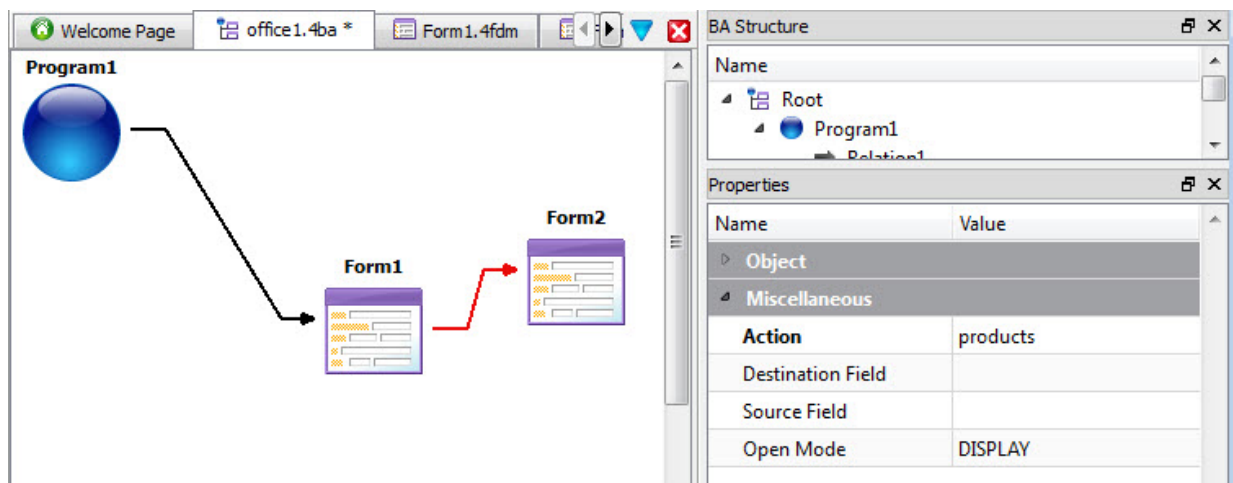 Welcome Page
office1.4ba *
Form1.4fdm
Program1
Form2
Form1
BA Structure
Name
Root
Program1
Relation1
Properties
Name Value
Object
Miscellaneous
Action products
Destination Field
Source Field
Open Mode DISPLAY